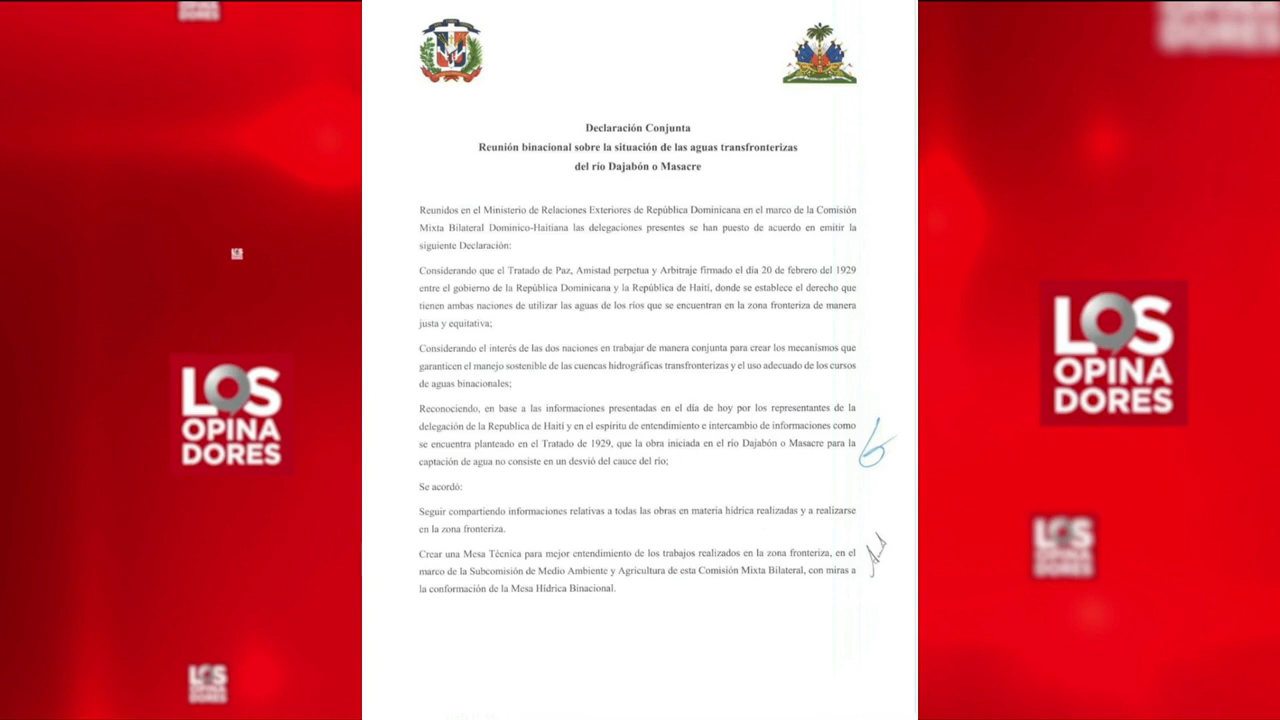 Declaración Conjunta
Reunión binacional sobre la situación de las aguas transfronterizas
del río Dajabón o Masacre
Reunidos en el Ministerio de Relaciones Exteriores de República Dominicana en el marco de la Comisión
Mixta Bilateral Dominico-Haitiana las delegaciones presentes se han puesto de acuerdo en emitir la
siguiente Declaración:
Considerando que el Tratado de Paz, Amistad perpetua y Arbitraje firmado el día 20 de febrero del 1929
entre el gobierno de la República Dominicana y la República de Haití, donde se establece el derecho que
tienen ambas naciones de utilizar las aguas de los ríos que se encuentran en la zona fronteriza de manera
justa y equitativa;
Considerando el interés de las dos naciones en trabajar de manera conjunta para crear los mecanismos que
garanticen el manejo sostenible de las cuencas hidrográficas transfronterizas y el uso adecuado de los cursos
de aguas binacionales;
Reconociendo, en base a las informaciones presentadas en el día de hoy por los representantes de la
delegación de la Republica de Haití y en el espíritu de entendimiento e intercambio de informaciones como
se encuentra planteado en el Tratado de 1929, que la obra iniciada en el río Dajabón o Masacre para la
captación de agua no consiste en un desvió del cauce del río;
Se acordó:
Seguir compartiendo informaciones relativas a todas las obras en materia hídrica realizadas y a realizarse
en la zona fronteriza.
Crear una Mesa Técnica para mejor entendimiento de los trabajos realizados en la zona fronteriza, en el
marco de la Subcomisión de Medio Ambiente y Agricultura de esta Comisión Mixta Bilateral, con miras a
la conformación de la Mesa Hídrica Binacional.
LOS
OPINA
DORES
LOS
OPINA
DORES
LOS
OPINA
DORES
LOS
OPINA
DORES
DORES
DORES